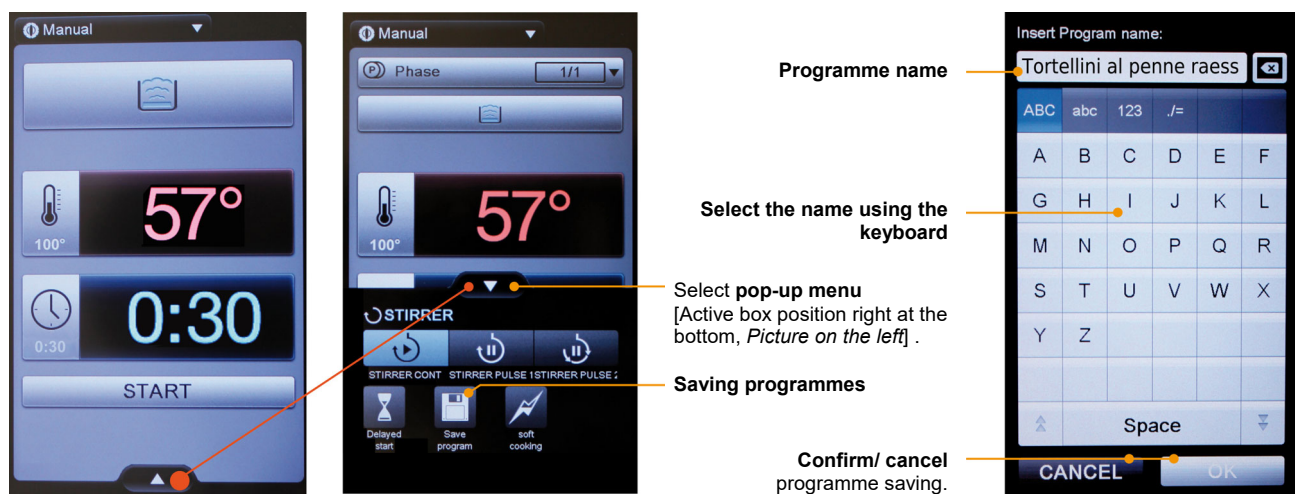 Manual
100°
57°
0:30
0:30
START
Manual
Phase
1/1
100°
57°
STIRRER
STIRRER CONT STIRRER PULSE 1 STIRRER PULSE 2
Delayed
start
Save
program
soft
cooking
Programme name
Select the name using the
keyboard
Select pop-up menu
[Active box position right at the
bottom, Picture on the left] .
Saving programmes
Confirm/ cancel
programme saving.
Insert Program name:
Tortellini al penne raess
ABC abc 123 ./=
A B C D E F
G H I J K L
M N O P Q R
S T U V W X
Y Z
Space
CANCEL OK